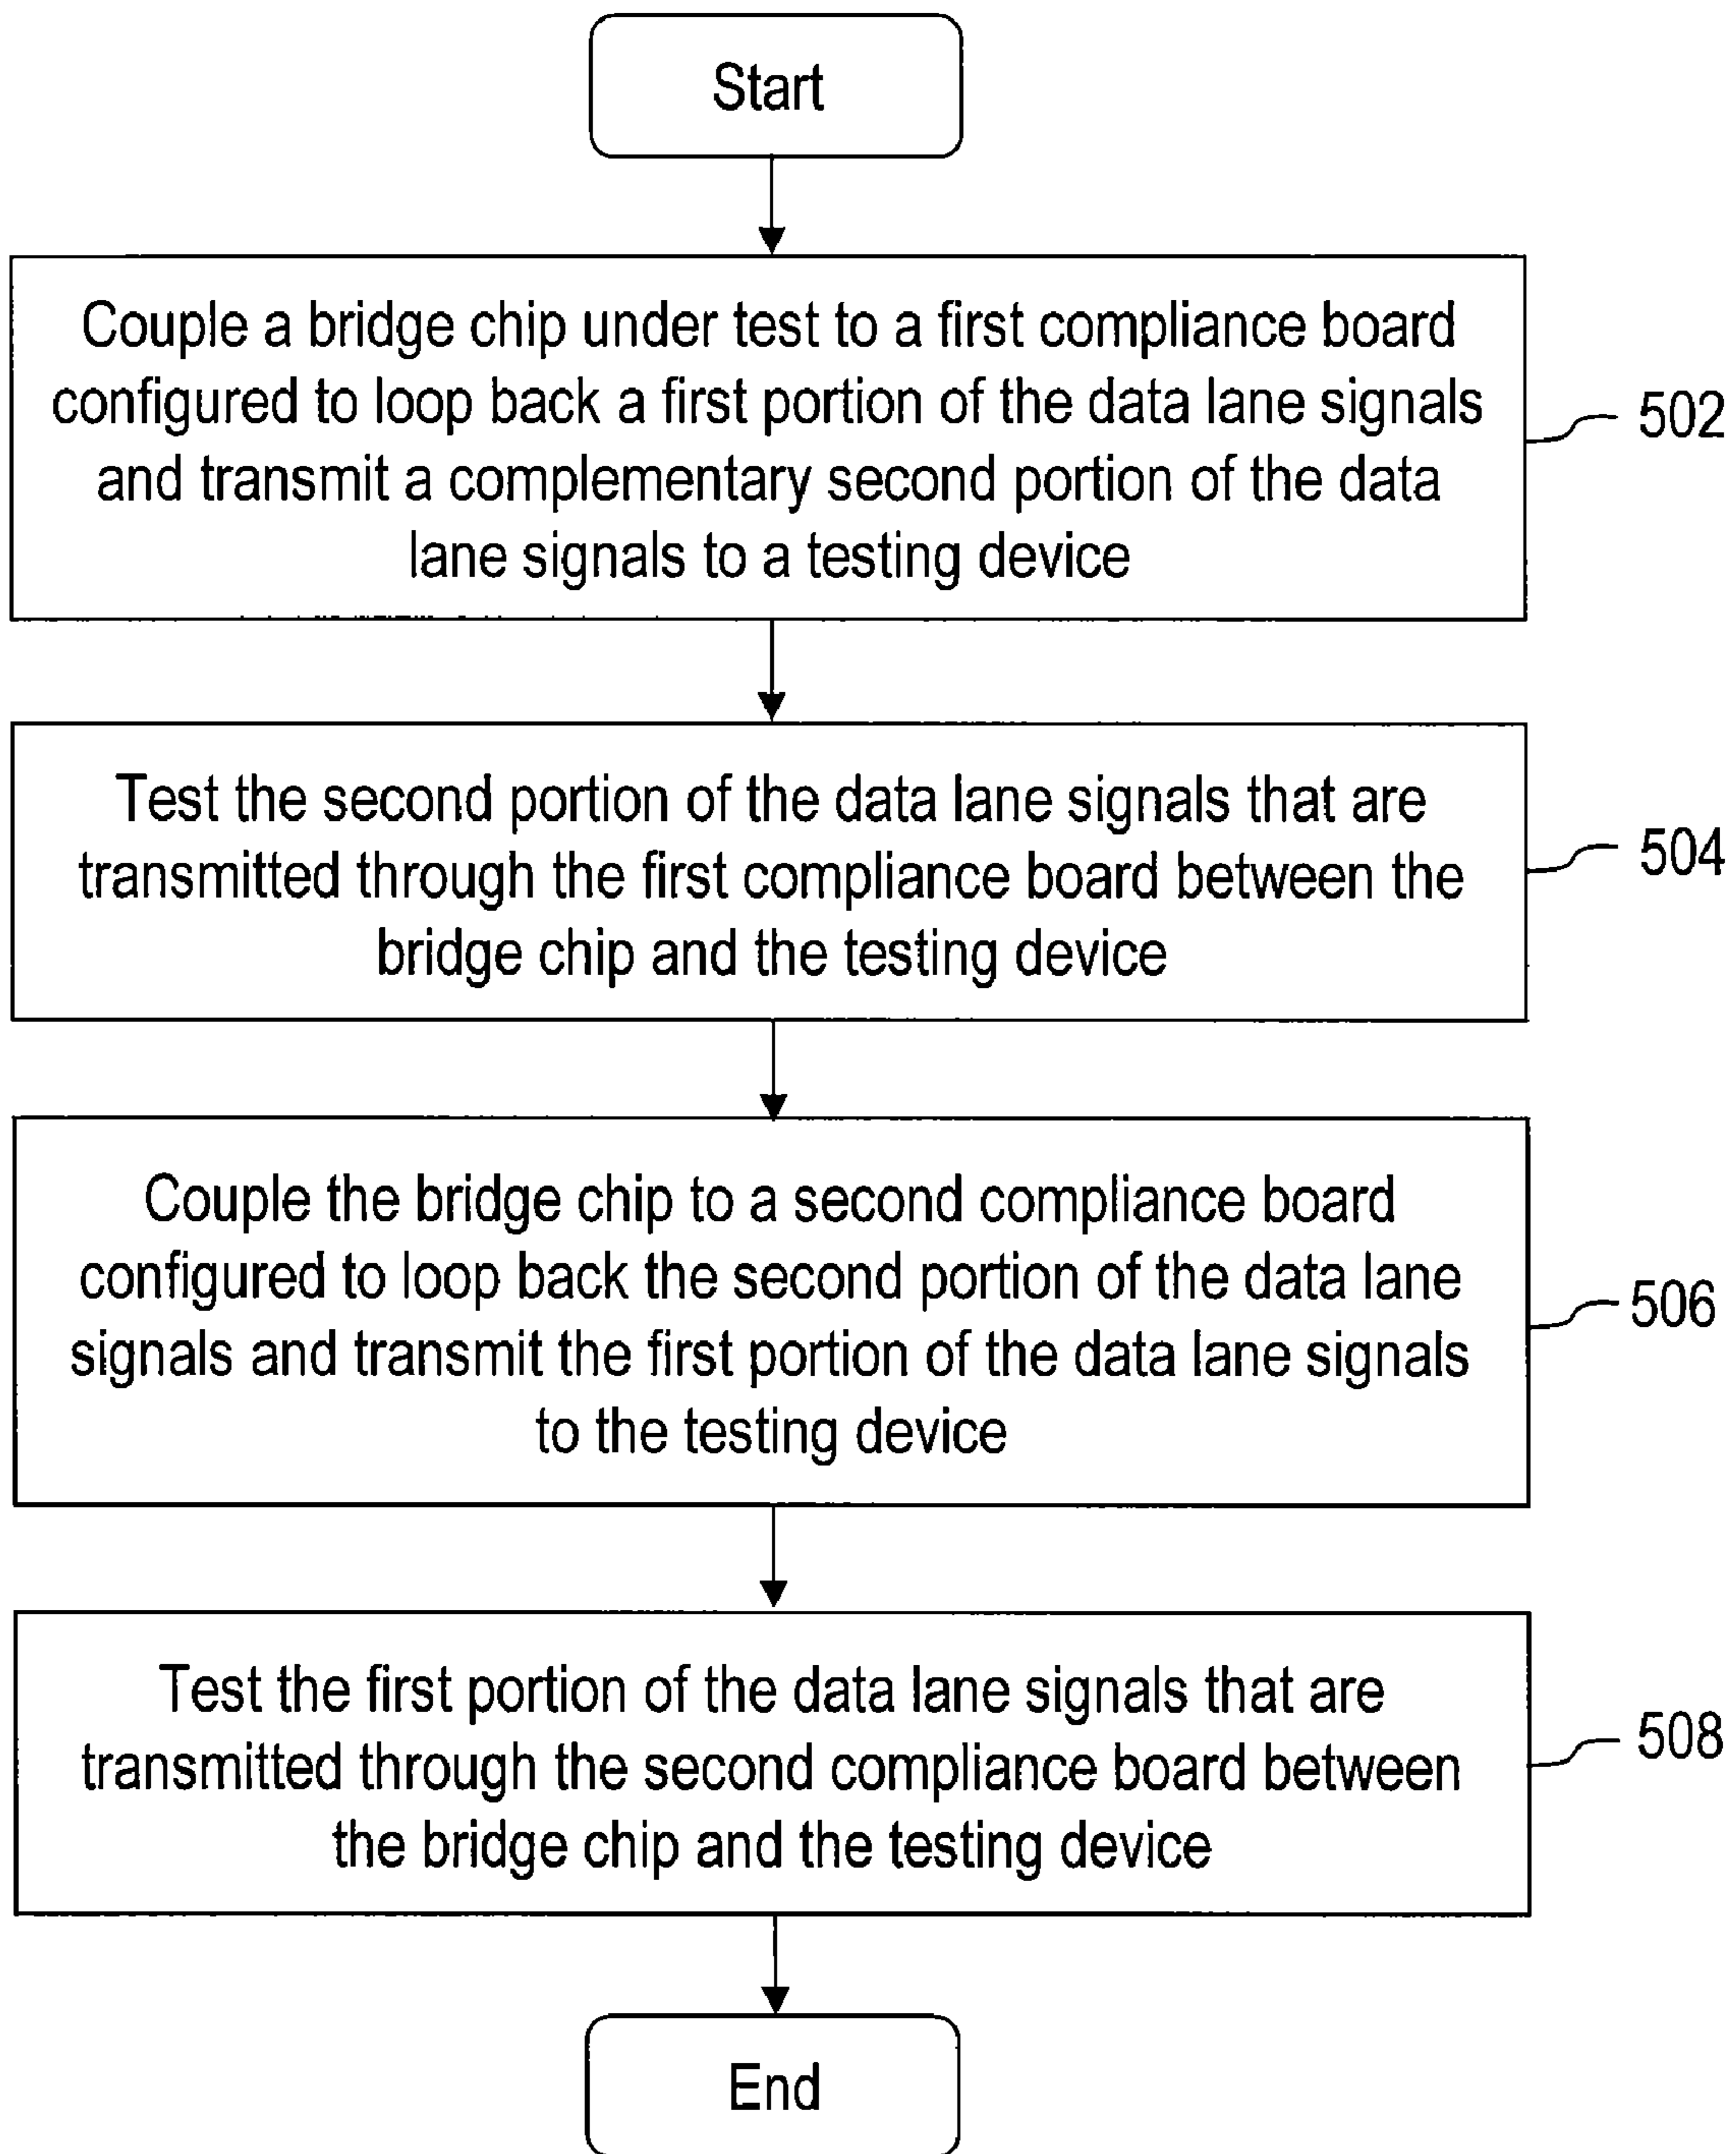 Start
Couple a bridge chip under test to a first compliance board
configured to loop back a first portion of the data lane signals
and transmit a complementary second portion of the data
lane signals to a testing device
502
Test the second portion of the data lane signals that are
transmitted through the first compliance board between the
bridge chip and the testing device
504
Couple the bridge chip to a second compliance board
configured to loop back the second portion of the data lane
signals and transmit the first portion of the data lane signals
to the testing device
506
Test the first portion of the data lane signals that are
transmitted through the second compliance board between
the bridge chip and the testing device
508
End